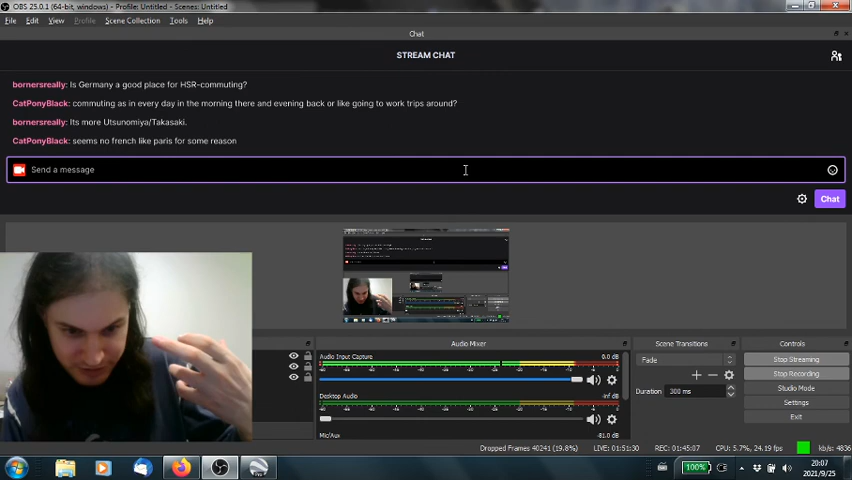 OBS 25.0.1 (64-bit, windows) - Profile: Untitled - Scenes: Untitled
File Edit View Profile Scene Collection Tools Help
Chat
STREAM CHAT
bornersreally: Is Germany a good place for HSR-commuting?
CatPonyBlack: commuting as in every day in the morning there and evening back or like going to work trips around?
bornersreally: Its more Utsunomiya/Takasaki.
CatPonyBlack: seems no french like paris for some reason
Send a message
Chat
Audio Mixer
Scene Transitions
Controls
Audio Input Capture 0.0 dB
Desktop Audio -inf dB
Mic/Aux -81.0 dB
Fade
Duration 300 ms
Stop Streaming
Stop Recording
Studio Mode
Settings
Exit
Dropped Frames 40241 (19.8%) LIVE: 01:51:30 REC: 01:45:07 CPU: 5.7%, 24.19 fps kb/s: 4836
100%
20:07
2021/9/25